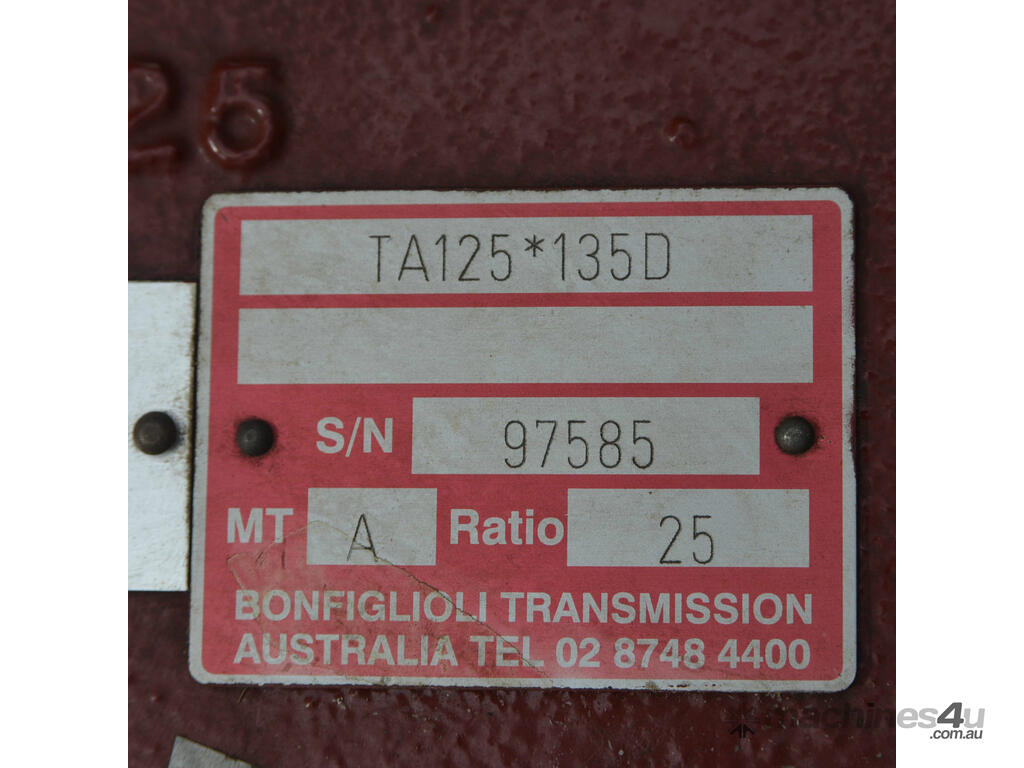 25
TA125*135D
S/N 97585
MT A Ratio 25
BONFIGLIOLI TRANSMISSION
AUSTRALIA TEL 02 8748 4400
machines4u
.com.au